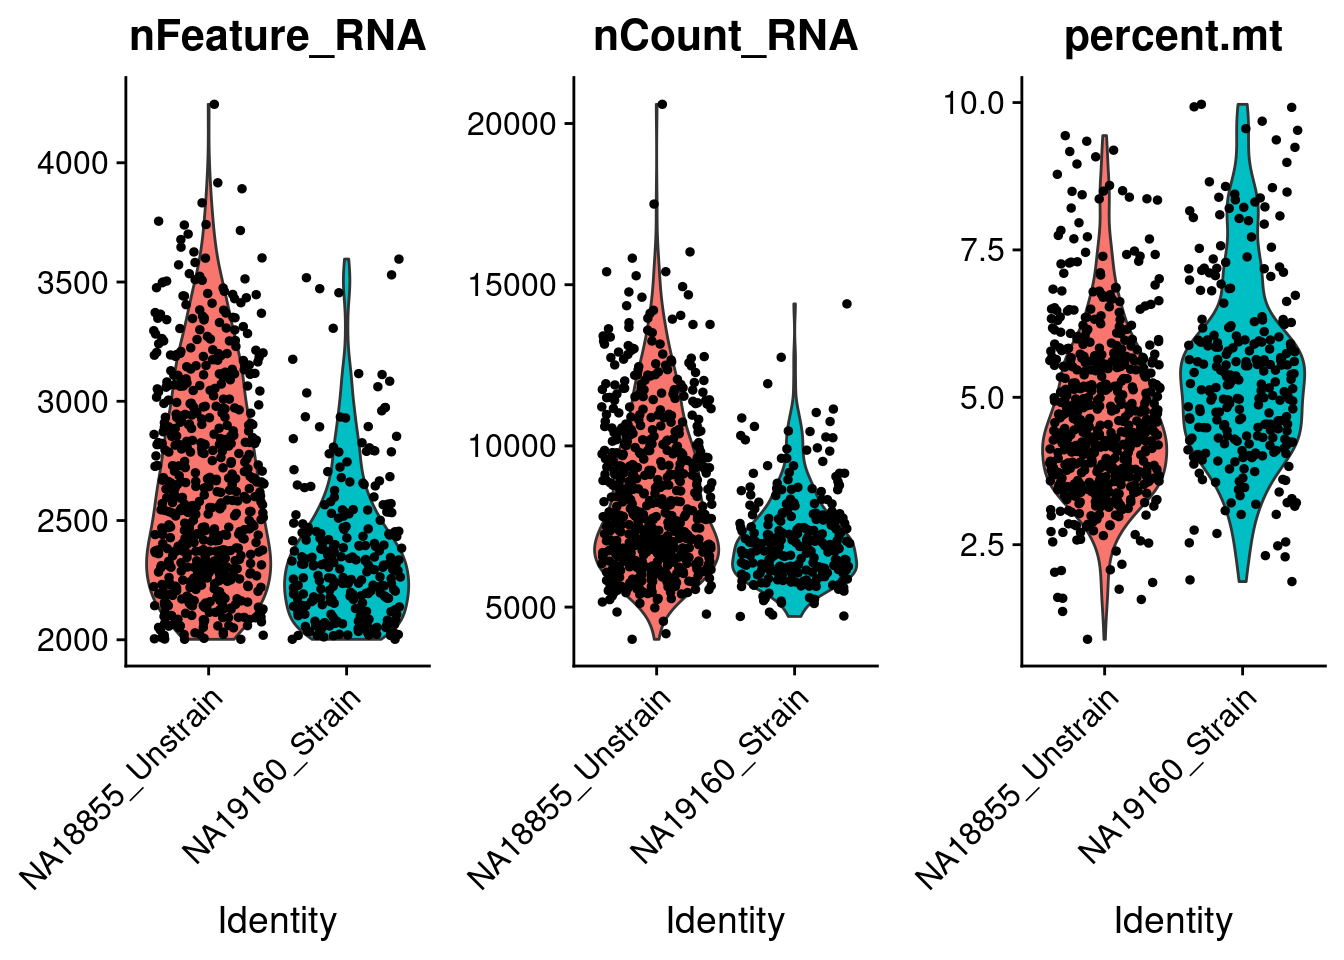 nFeature_RNA
4000
3500
3000
2500
2000
NA18855_Unstrain
NA19160_Strain
Identity
nCount_RNA
20000
15000
10000
5000
NA18855_Unstrain
NA19160_Strain
Identity
percent.mt
10.0
7.5
5.0
2.5
NA18855_Unstrain
NA19160_Strain
Identity